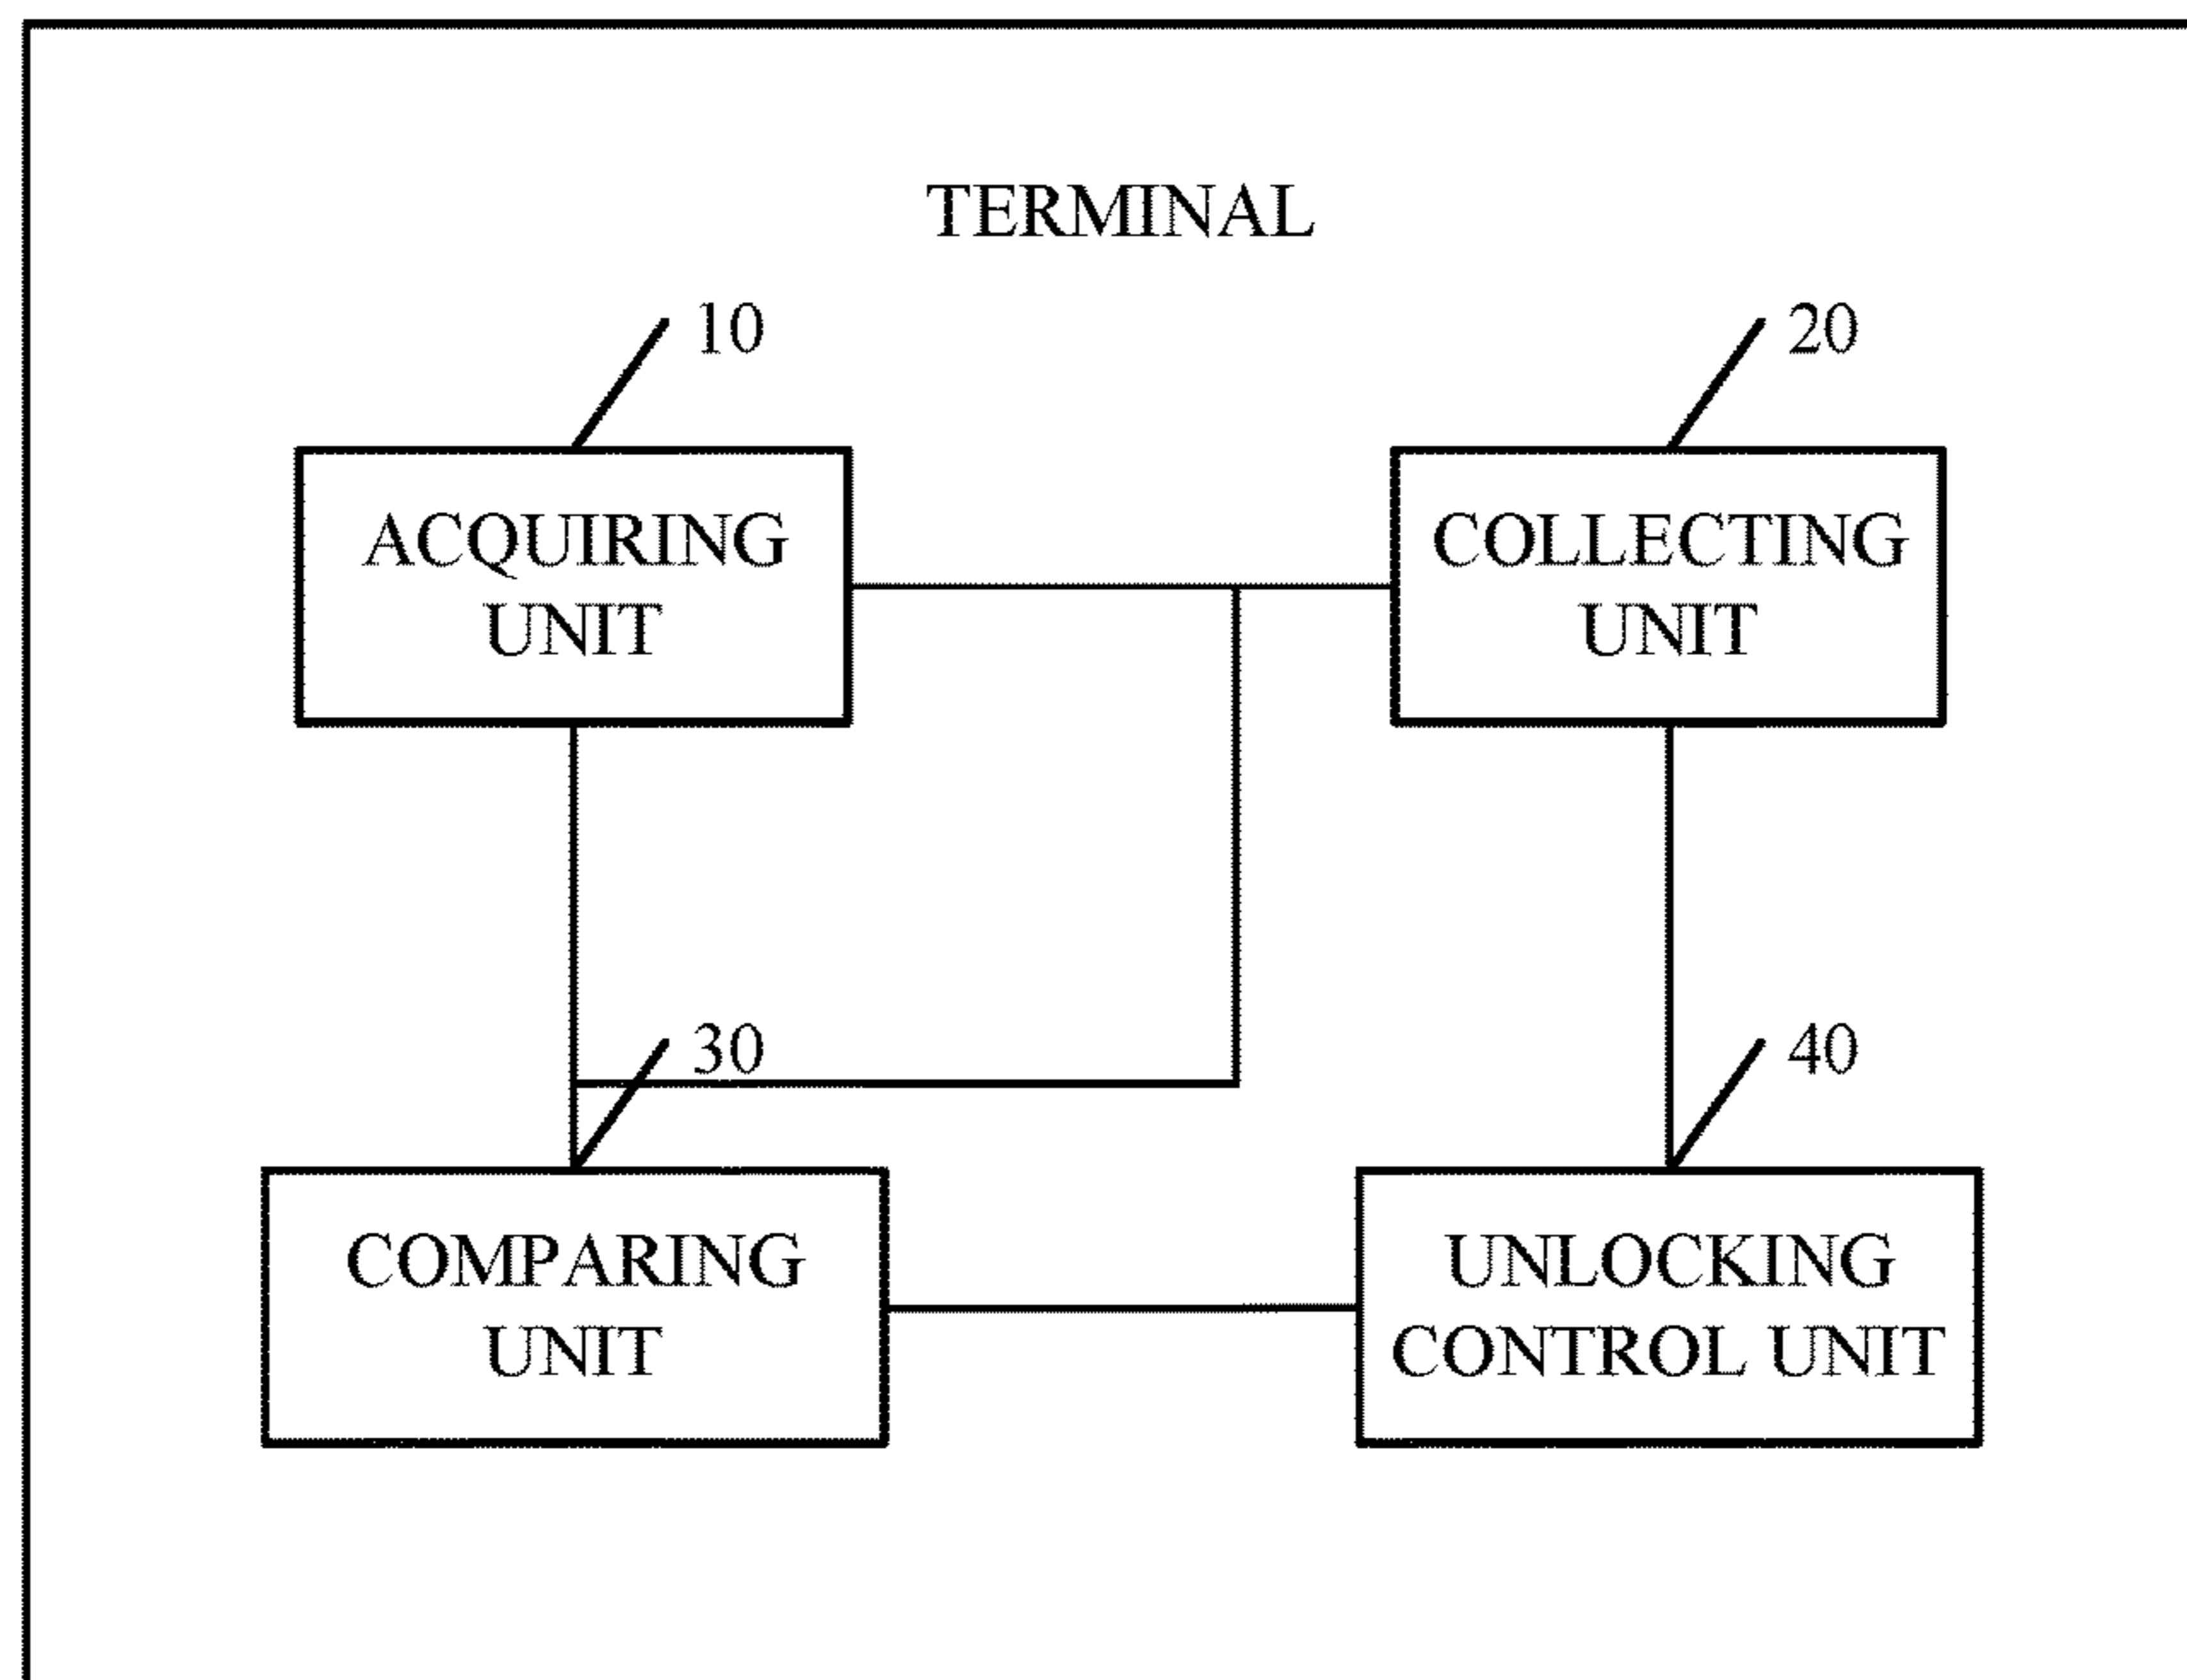 TERMINAL
10
20
ACQUIRING
UNIT
COLLECTING
UNIT
30
40
COMPARING
UNIT
UNLOCKING
CONTROL UNIT